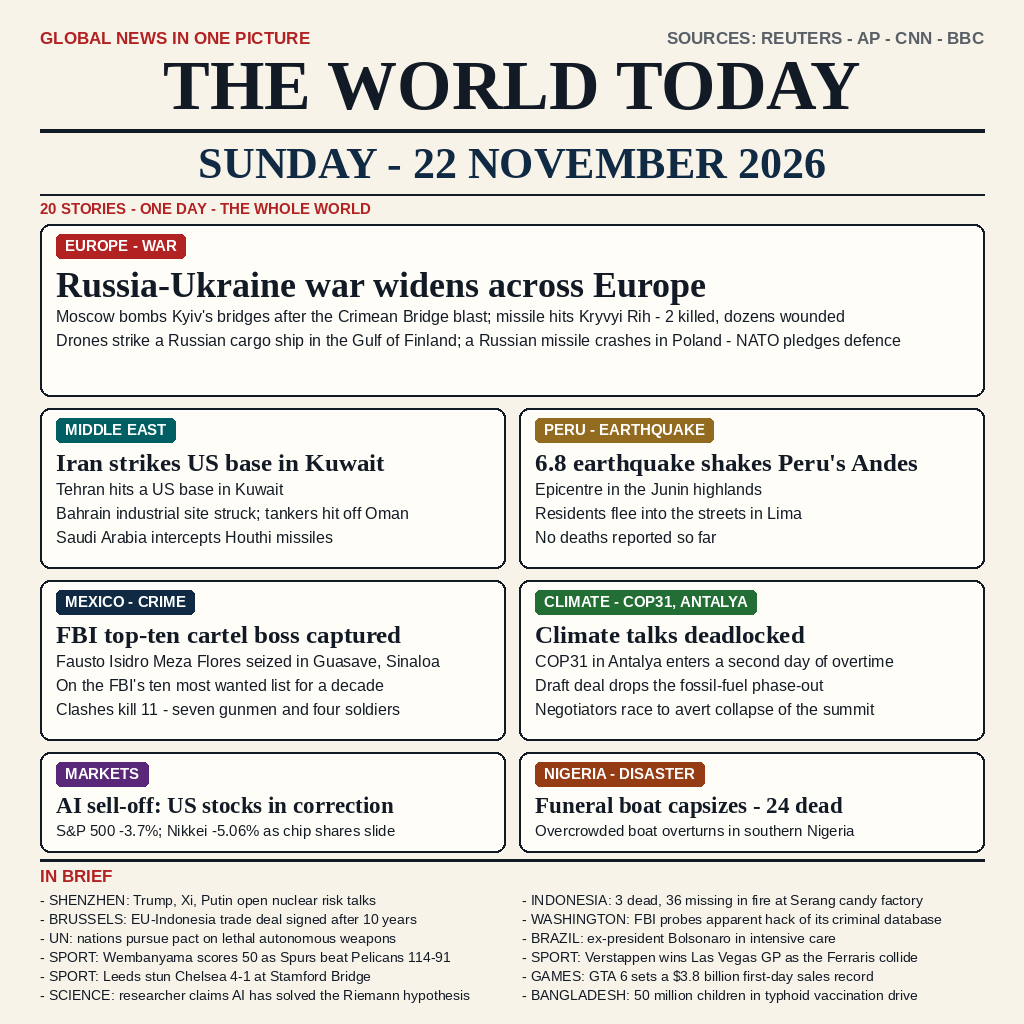 GLOBAL NEWS IN ONE PICTURE
SOURCES: REUTERS - AP - CNN - BBC
THE WORLD TODAY
SUNDAY - 22 NOVEMBER 2026
20 STORIES - ONE DAY - THE WHOLE WORLD
EUROPE - WAR
Russia-Ukraine war widens across Europe
Moscow bombs Kyiv's bridges after the Crimean Bridge blast; missile hits Kryvyi Rih - 2 killed, dozens wounded
Drones strike a Russian cargo ship in the Gulf of Finland; a Russian missile crashes in Poland - NATO pledges defence
MIDDLE EAST
Iran strikes US base in Kuwait
Tehran hits a US base in Kuwait
Bahrain industrial site struck; tankers hit off Oman
Saudi Arabia intercepts Houthi missiles
PERU - EARTHQUAKE
6.8 earthquake shakes Peru's Andes
Epicentre in the Junin highlands
Residents flee into the streets in Lima
No deaths reported so far
MEXICO - CRIME
FBI top-ten cartel boss captured
Fausto Isidro Meza Flores seized in Guasave, Sinaloa
On the FBI's ten most wanted list for a decade
Clashes kill 11 - seven gunmen and four soldiers
CLIMATE - COP31, ANTALYA
Climate talks deadlocked
COP31 in Antalya enters a second day of overtime
Draft deal drops the fossil-fuel phase-out
Negotiators race to avert collapse of the summit
MARKETS
AI sell-off: US stocks in correction
S&P 500 -3.7%; Nikkei -5.06% as chip shares slide
NIGERIA - DISASTER
Funeral boat capsizes - 24 dead
Overcrowded boat overturns in southern Nigeria
IN BRIEF
- SHENZHEN: Trump, Xi, Putin open nuclear risk talks
- BRUSSELS: EU-Indonesia trade deal signed after 10 years
- UN: nations pursue pact on lethal autonomous weapons
- SPORT: Wembanyama scores 50 as Spurs beat Pelicans 114-91
- SPORT: Leeds stun Chelsea 4-1 at Stamford Bridge
- SCIENCE: researcher claims AI has solved the Riemann hypothesis
- INDONESIA: 3 dead, 36 missing in fire at Serang candy factory
- WASHINGTON: FBI probes apparent hack of its criminal database
- BRAZIL: ex-president Bolsonaro in intensive care
- SPORT: Verstappen wins Las Vegas GP as the Ferraris collide
- GAMES: GTA 6 sets a $3.8 billion first-day sales record
- BANGLADESH: 50 million children in typhoid vaccination drive